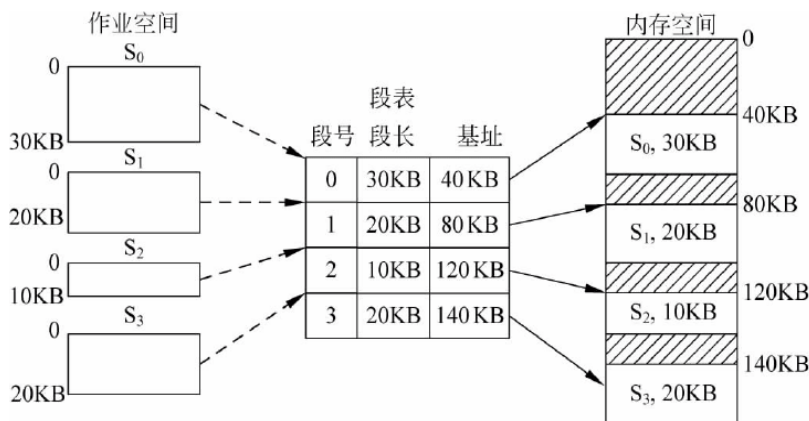 作业空间
S0
0
30KB
S1
0
20KB
S2
0
10KB
S3
0
20KB
段表
段号 段长 基址
0 30KB 40KB
1 20KB 80KB
2 10KB 120KB
3 20KB 140KB
内存空间
0
40KB
S0, 30KB
80KB
S1, 20KB
120KB
S2, 10KB
140KB
S3, 20KB